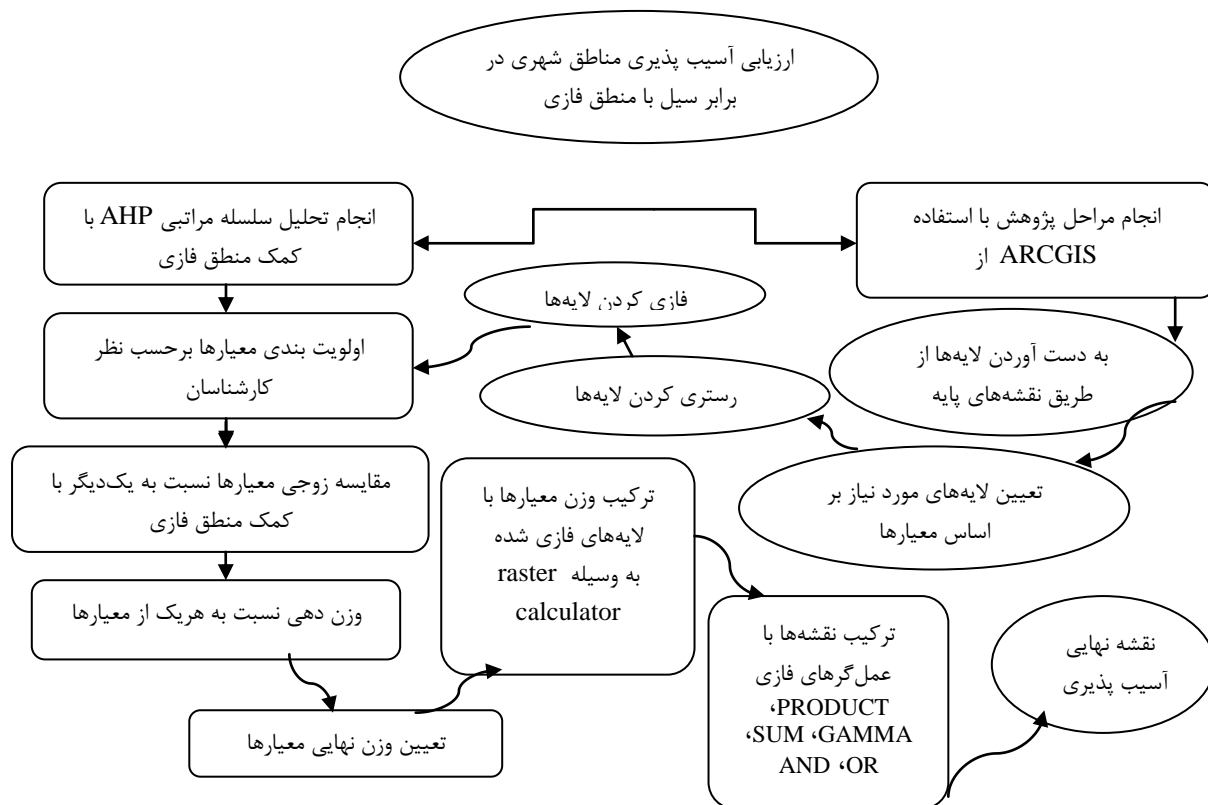 ارزیابی آسیب پذیری مناطق شهری در
برابر سیل با منطق فازی
انجام مراحل پژوهش با استفاده
از ARCGIS
انجام تحلیل سلسله مراتبی AHP با
کمک منطق فازی
فازی کردن لایه‌ها
به دست آوردن لایه‌ها از
طریق نقشه‌های پایه
اولویت بندی معیارها برحسب نظر
کارشناسان
رستری کردن لایه‌ها
تعیین لایه‌های مورد نیاز بر
اساس معیارها
مقایسه زوجی معیارها نسبت به یک‌دیگر با
کمک منطق فازی
ترکیب وزن معیارها با
لایه‌های فازی شده
به وسیله raster
calculator
وزن دهی نسبت به هریک از معیارها
تعیین وزن نهایی معیارها
ترکیب نقشه‌ها با
عمل‌گرهای فازی
PRODUCT،
SUM ،GAMMA،
AND ،OR
نقشه نهایی
آسیب پذیری